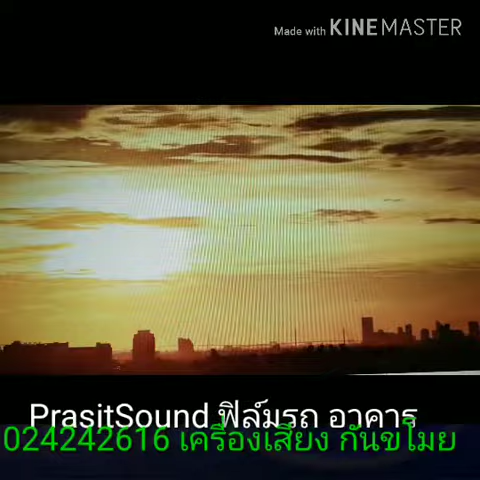 Made with KINEMASTER
PrasitSound ฟิล์มรถ อาคาร
024242616 เครื่องเสียง กันขโมย